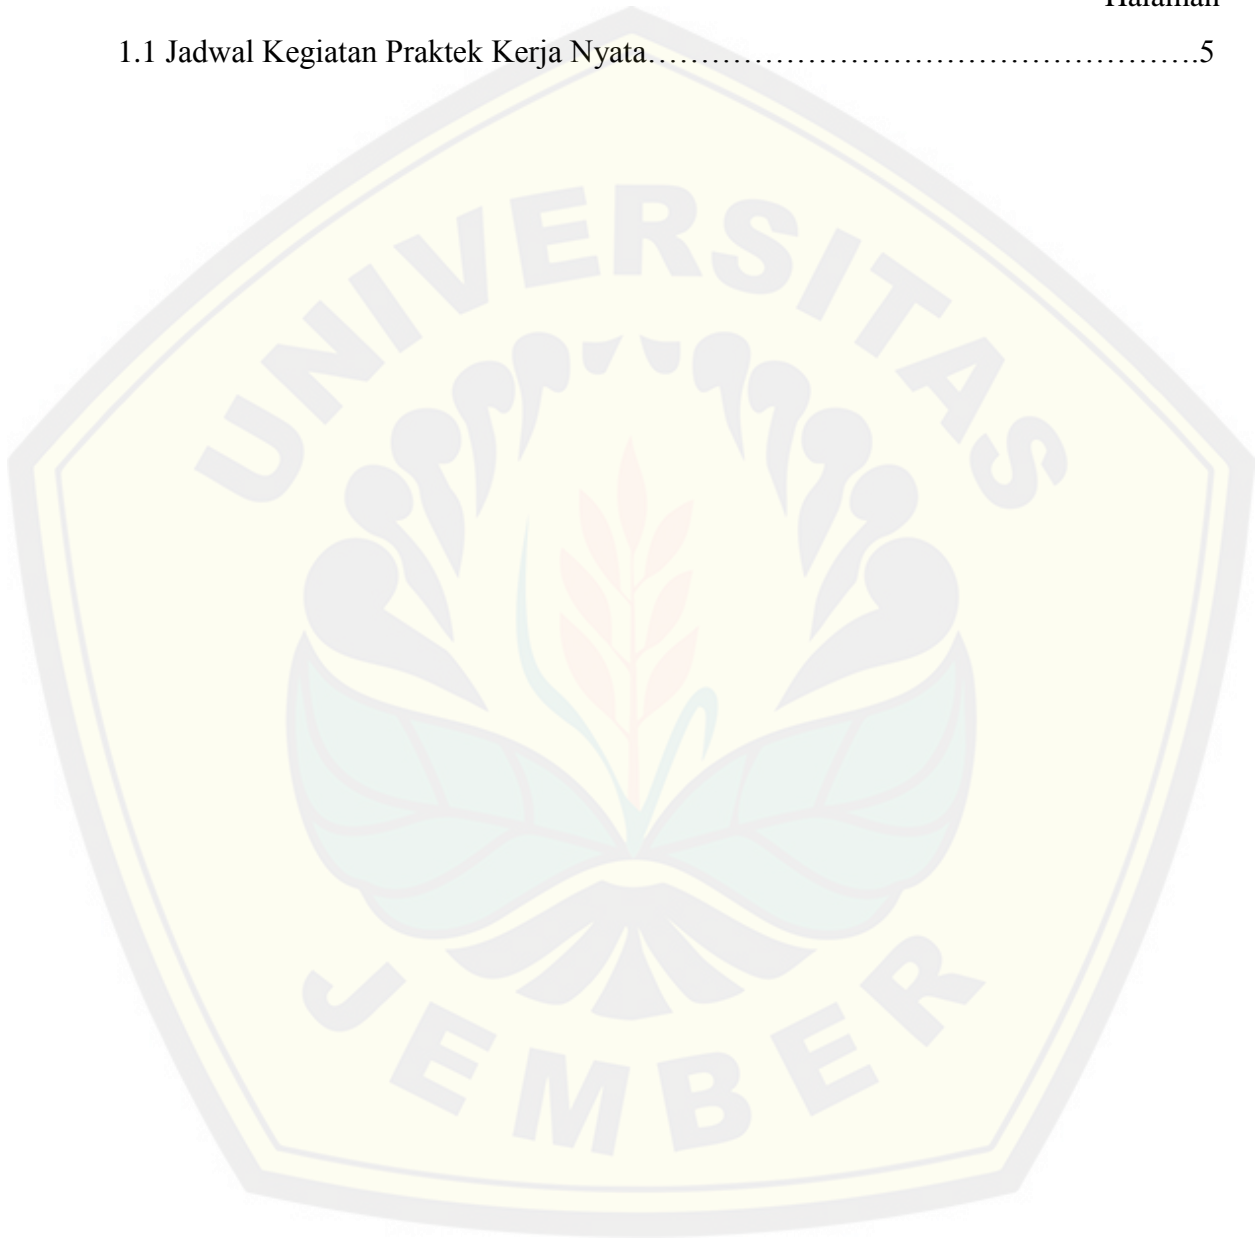 Halaman
1.1 Jadwal Kegiatan Praktek Kerja Nyata……………………………………………………….5
UNIVERSITAS
JEMBER